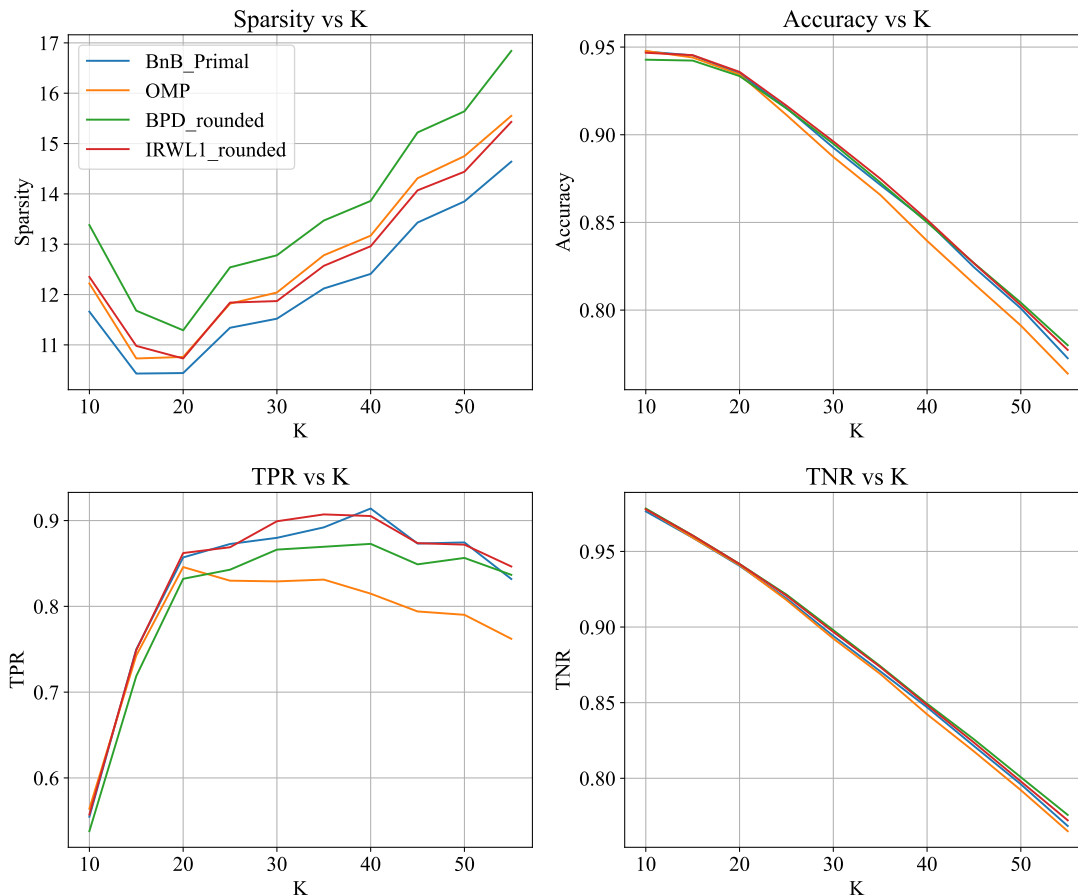 Sparsity vs K
17
16
15
14
13
12
11
Sparsity
BnB_Primal
OMP
BPD_rounded
IRWL1_rounded
10
20
30
40
50
K
Accuracy vs K
0.95
0.90
0.85
0.80
Accuracy
10
20
30
40
50
K
TPR vs K
0.9
0.8
0.7
0.6
TPR
10
20
30
40
50
K
TNR vs K
0.95
0.90
0.85
0.80
TNR
10
20
30
40
50
K